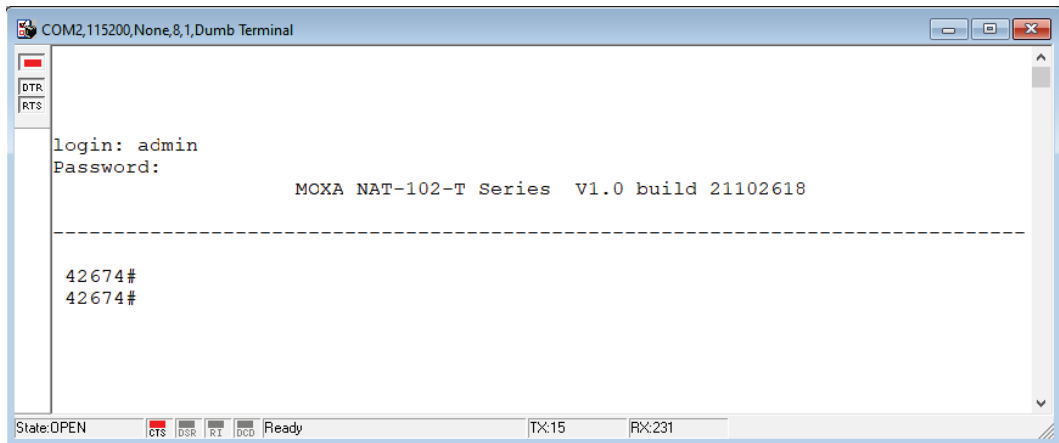 COM2,115200,None,8,1,Dumb Terminal
DTR
RTS
login: admin
Password:
MOXA NAT-102-T Series V1.0 build 21102618
--------------------------------------------------------------------------------
42674#
42674#
State:OPEN CTS DSR RI DCD Ready TX:15 RX:231